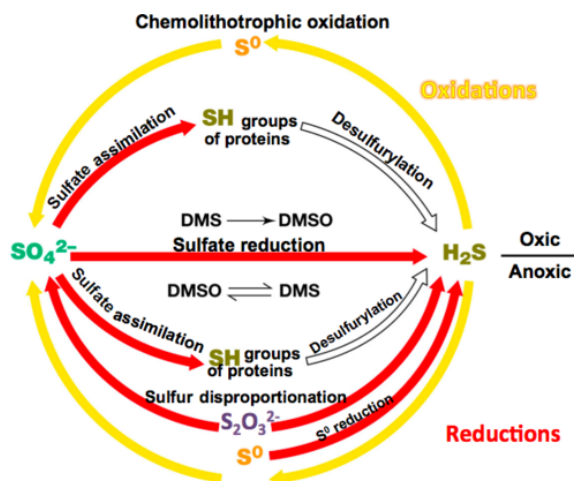 Chemolithotrophic oxidation
S⁰
Oxidations
Sulfate assimilation
SH groups
of proteins
Desulfurylation
DMS → DMSO
SO₄²⁻
Sulfate reduction
H₂S
Oxic
Anoxic
DMSO ⇌ DMS
Sulfate assimilation
SH groups
of proteins
Desulfurylation
Sulfur disproportionation
S₂O₃²⁻
S⁰ reduction
S⁰
Reductions